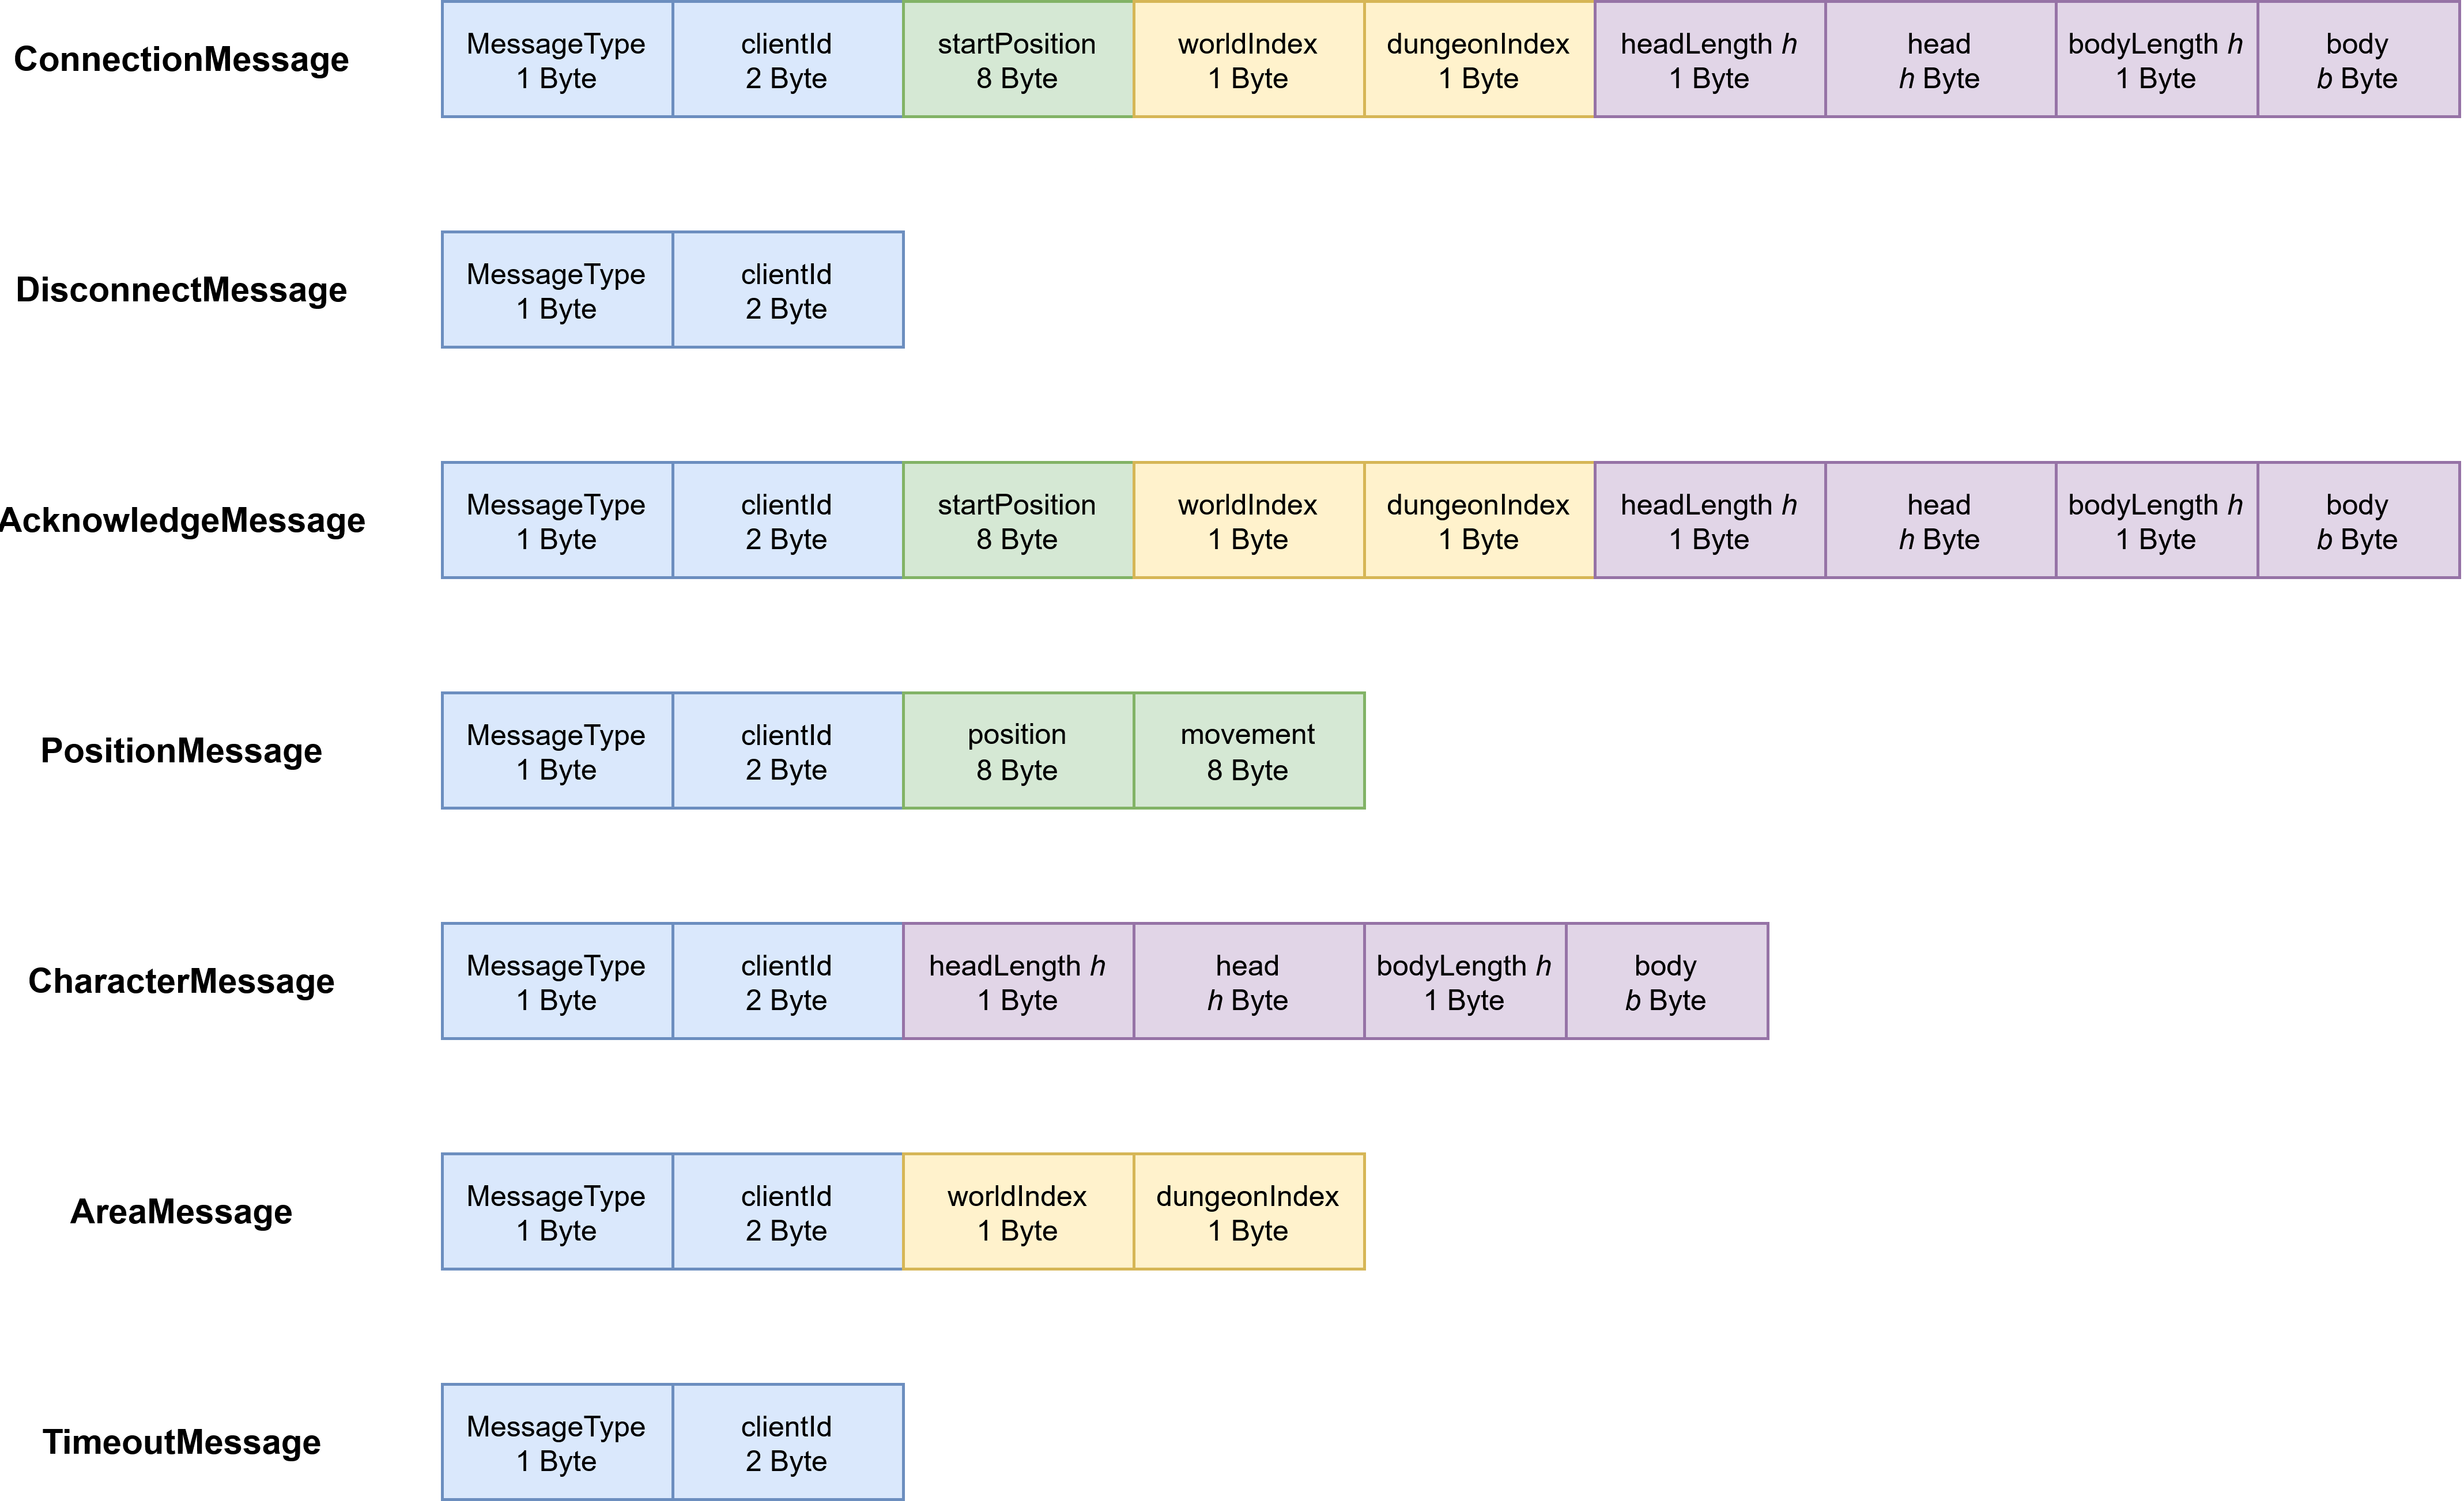 ConnectionMessage
MessageType
1 Byte
clientId
2 Byte
startPosition
8 Byte
worldIndex
1 Byte
dungeonIndex
1 Byte
headLength h
1 Byte
head
h Byte
bodyLength h
1 Byte
body
b Byte
DisconnectMessage
MessageType
1 Byte
clientId
2 Byte
AcknowledgeMessage
MessageType
1 Byte
clientId
2 Byte
startPosition
8 Byte
worldIndex
1 Byte
dungeonIndex
1 Byte
headLength h
1 Byte
head
h Byte
bodyLength h
1 Byte
body
b Byte
PositionMessage
MessageType
1 Byte
clientId
2 Byte
position
8 Byte
movement
8 Byte
CharacterMessage
MessageType
1 Byte
clientId
2 Byte
headLength h
1 Byte
head
h Byte
bodyLength h
1 Byte
body
b Byte
AreaMessage
MessageType
1 Byte
clientId
2 Byte
worldIndex
1 Byte
dungeonIndex
1 Byte
TimeoutMessage
MessageType
1 Byte
clientId
2 Byte